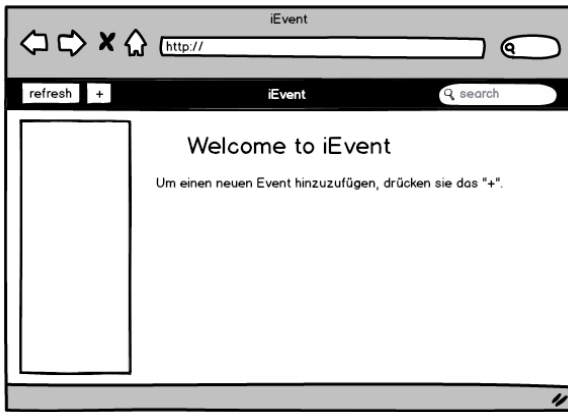 iEvent
http://
refresh + iEvent search
Welcome to iEvent
Um einen neuen Event hinzuzufügen, drücken sie das "+".